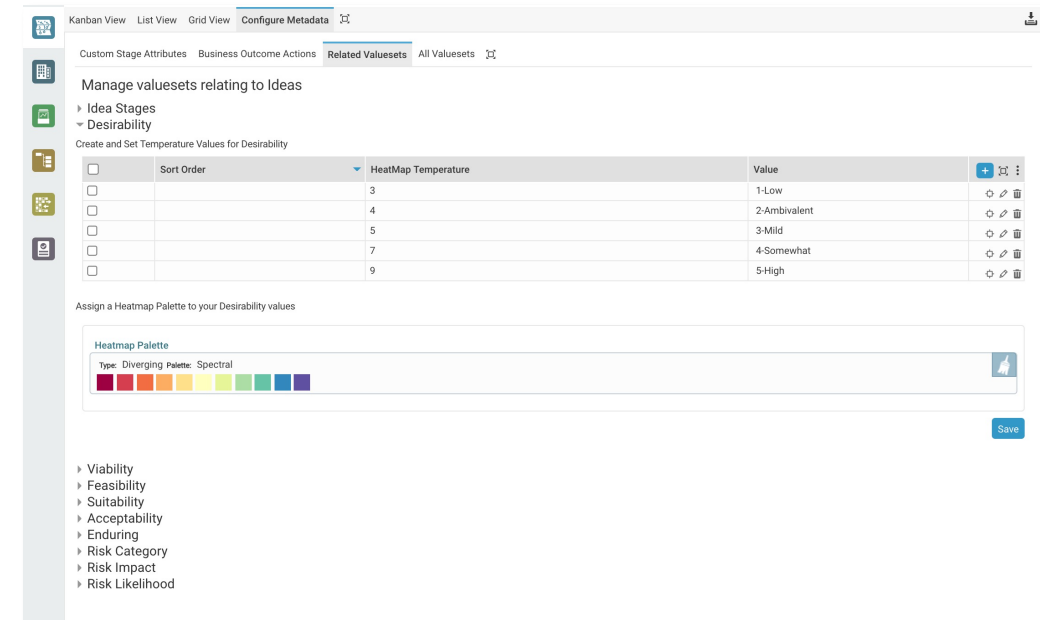 Kanban View List View Grid View Configure Metadata
Custom Stage Attributes Business Outcome Actions Related Valuesets All Valuesets
Manage valuesets relating to Ideas
Idea Stages
Desirability
Create and Set Temperature Values for Desirability
Sort Order HeatMap Temperature Value
3 1-Low
4 2-Ambivalent
5 3-Mild
7 4-Somewhat
9 5-High
Assign a Heatmap Palette to your Desirability values
Heatmap Palette
Type: Diverging Palette: Spectral
Save
Viability
Feasibility
Suitability
Acceptability
Enduring
Risk Category
Risk Impact
Risk Likelihood